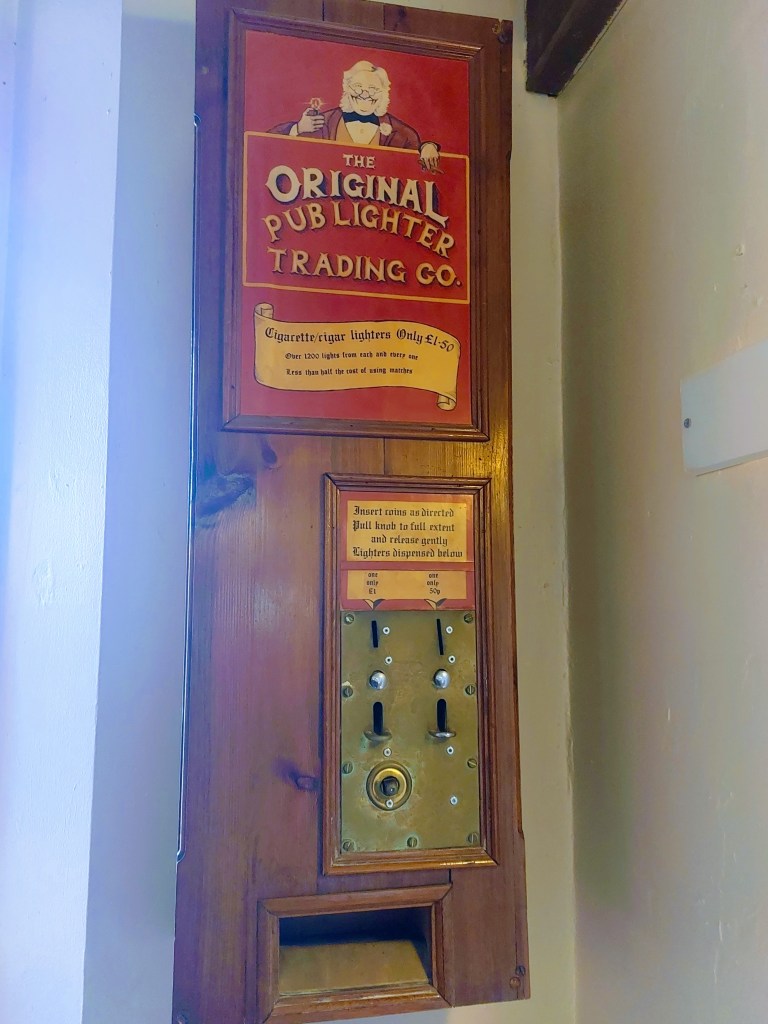 THE
ORIGINAL
PUB LIGHTER
TRADING CO.
Cigarette/cigar lighters Only £1·50
Over 1200 lights from each and every one
Less than half the cost of using matches
Insert coins as directed
Pull knob to full extent
and release gently
Lighters dispensed below
one one
only only
£1 50p